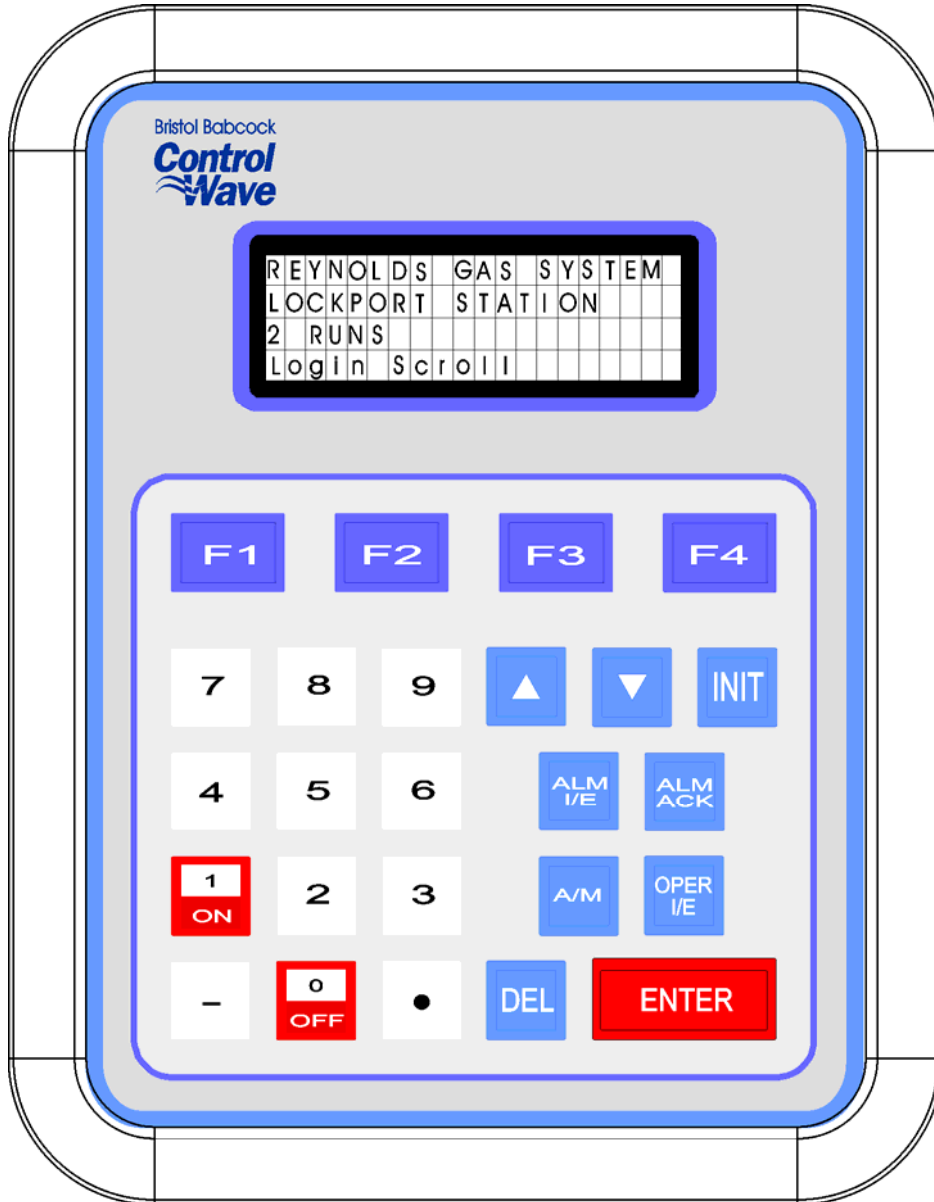 Bristol Babcock
Control
Wave
REYNOLDS GAS SYSTEM
LOCKPORT STATION
2 RUNS
Login Scroll
F1 F2 F3 F4
7 8 9 ▲ ▼ INIT
4 5 6 ALM I/E ALM ACK
1 ON 2 3 A/M OPER I/E
- 0 OFF • DEL ENTER